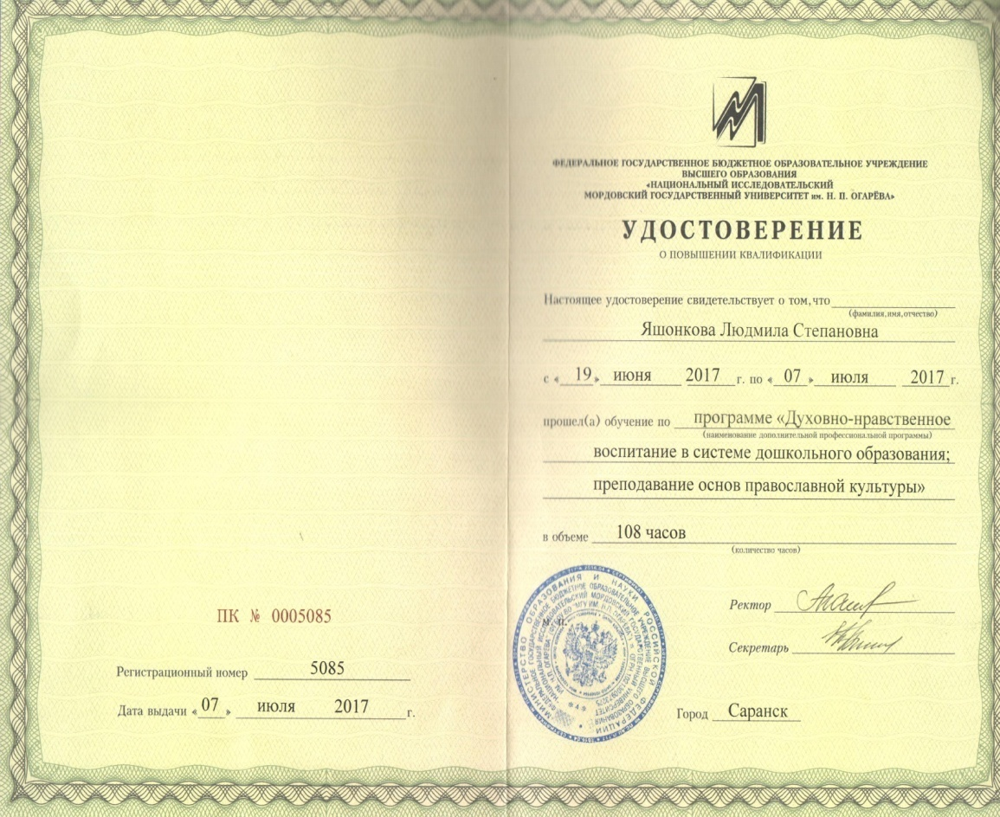 ПК № 0005085
Регистрационный номер 5085
Дата выдачи « 07 » июля 2017 г.
ФЕДЕРАЛЬНОЕ ГОСУДАРСТВЕННОЕ БЮДЖЕТНОЕ ОБРАЗОВАТЕЛЬНОЕ УЧРЕЖДЕНИЕ
ВЫСШЕГО ОБРАЗОВАНИЯ
«НАЦИОНАЛЬНЫЙ ИССЛЕДОВАТЕЛЬСКИЙ
МОРДОВСКИЙ ГОСУДАРСТВЕННЫЙ УНИВЕРСИТЕТ им. Н. П. ОГАРЁВА»
УДОСТОВЕРЕНИЕ
О ПОВЫШЕНИИ КВАЛИФИКАЦИИ
Настоящее удостоверение свидетельствует о том, что
(фамилия, имя, отчество)
Яшонкова Людмила Степановна
с « 19 » июня 2017 г. по « 07 » июля 2017 г.
прошел(а) обучение по программе «Духовно-нравственное
(наименование дополнительной профессиональной программы)
воспитание в системе дошкольного образования;
преподавание основ православной культуры»
в объеме 108 часов
(количество часов)
М. П.
МИНИСТЕРСТВО ОБРАЗОВАНИЯ И НАУКИ РОССИЙСКОЙ ФЕДЕРАЦИИ
Ректор
Секретарь
Город Саранск